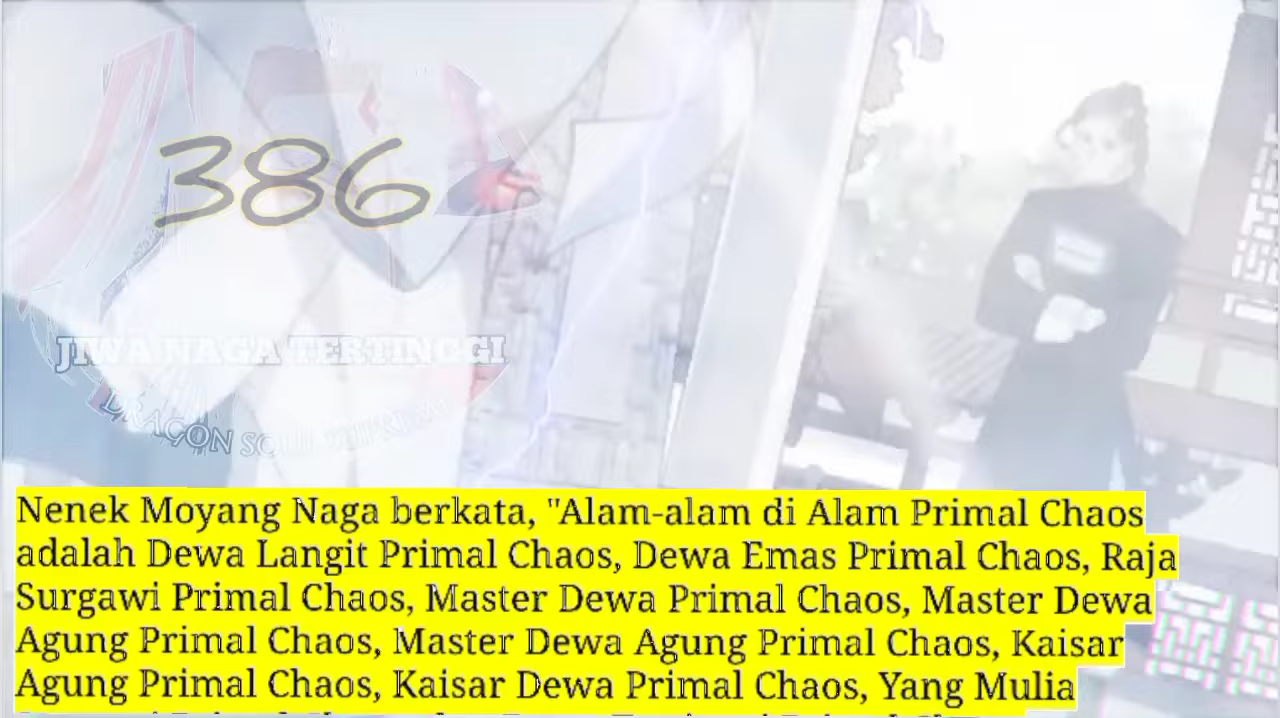 386
JIWA NAGA TERTINGGI
DRAGON SOUL
Nenek Moyang Naga berkata, "Alam-alam di Alam Primal Chaos
adalah Dewa Langit Primal Chaos, Dewa Emas Primal Chaos, Raja
Surgawi Primal Chaos, Master Dewa Primal Chaos, Master Dewa
Agung Primal Chaos, Master Dewa Agung Primal Chaos, Kaisar
Agung Primal Chaos, Kaisar Dewa Primal Chaos, Yang Mulia